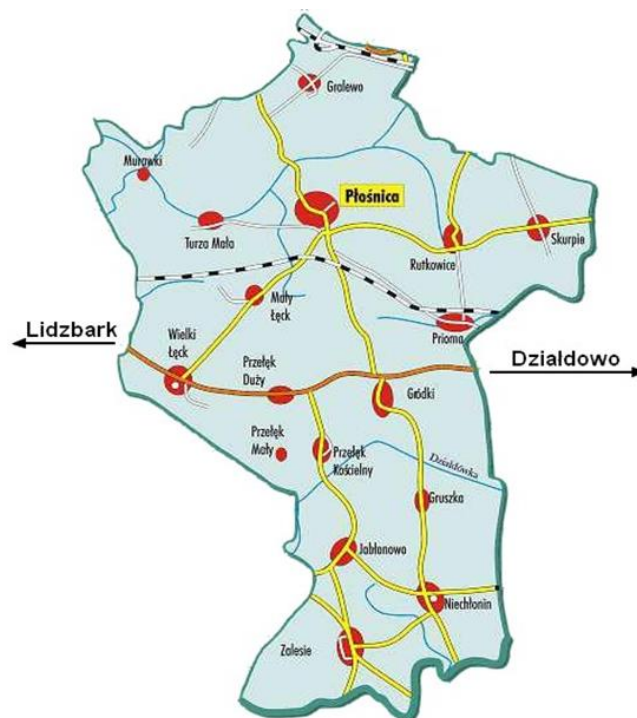 Gralewo
Murawki
Płośnica
Turza Mała
Rutkowice
Skurpie
Mały
Łęck
Lidzbark
Prioma
Wielki
Łęck
Przełęk
Duży
Działdowo
Gródki
Przełęk
Mały
Przełęk
Kościelny
Działdówka
Gruszka
Jabłonowo
Niechłonin
Zalesie